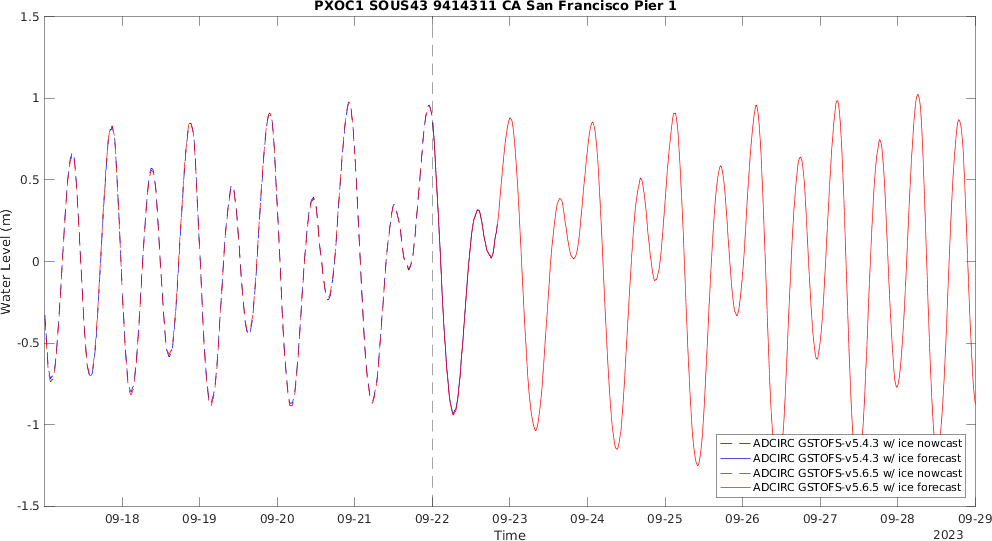 PXOC1 SOUS43 9414311 CA San Francisco Pier 1
1.5
1
0.5
0
-0.5
-1
-1.5
Water Level (m)
09-18 09-19 09-20 09-21 09-22 09-23 09-24 09-25 09-26 09-27 09-28 09-29
Time
2023
ADCIRC GSTOFS-v5.4.3 w/ ice nowcast
ADCIRC GSTOFS-v5.4.3 w/ ice forecast
ADCIRC GSTOFS-v5.6.5 w/ ice nowcast
ADCIRC GSTOFS-v5.6.5 w/ ice forecast